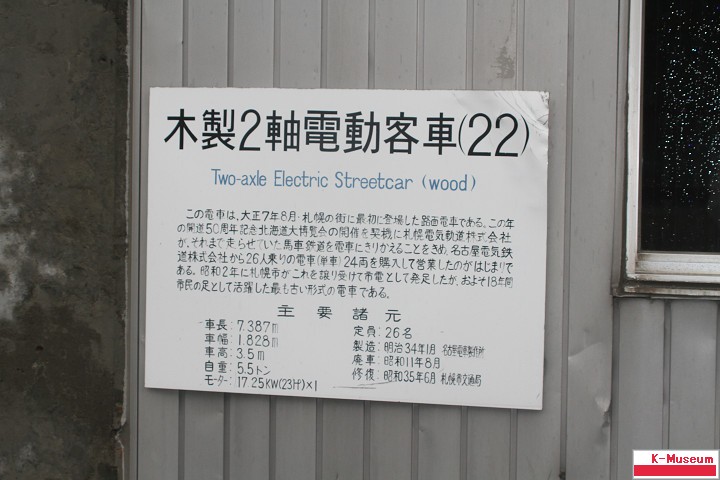 木製2軸電動客車(22)
Two-axle Electric Streetcar (wood)
この電車は、大正7年8月・札幌の街に最初に登場した路面電車である。この年
の開道50周年記念北海道大博覧会の開催を契機に札幌電気軌道株式会社
が、それまで走らせていた馬車鉄道を電車にきりかえることをきめ、名古屋電気鉄
道株式会社から26人乗りの電車(単車)24両を購入して営業したのがはじまりで
ある。昭和2年に札幌市がこれを譲り受けて市電として発足したが、およそ18年間
市民の足として活躍した最も古い形式の電車である。
主要諸元
車長:7.387m
車幅:1.828m
車高:3.5m
自重:5.5トン
モーター:17.25KW(23HP)×1
定員:26名
製造:明治34年1月 名古屋電車製作所
廃車:昭和11年8月
修復:昭和35年6月 札幌市交通局
K-Museum